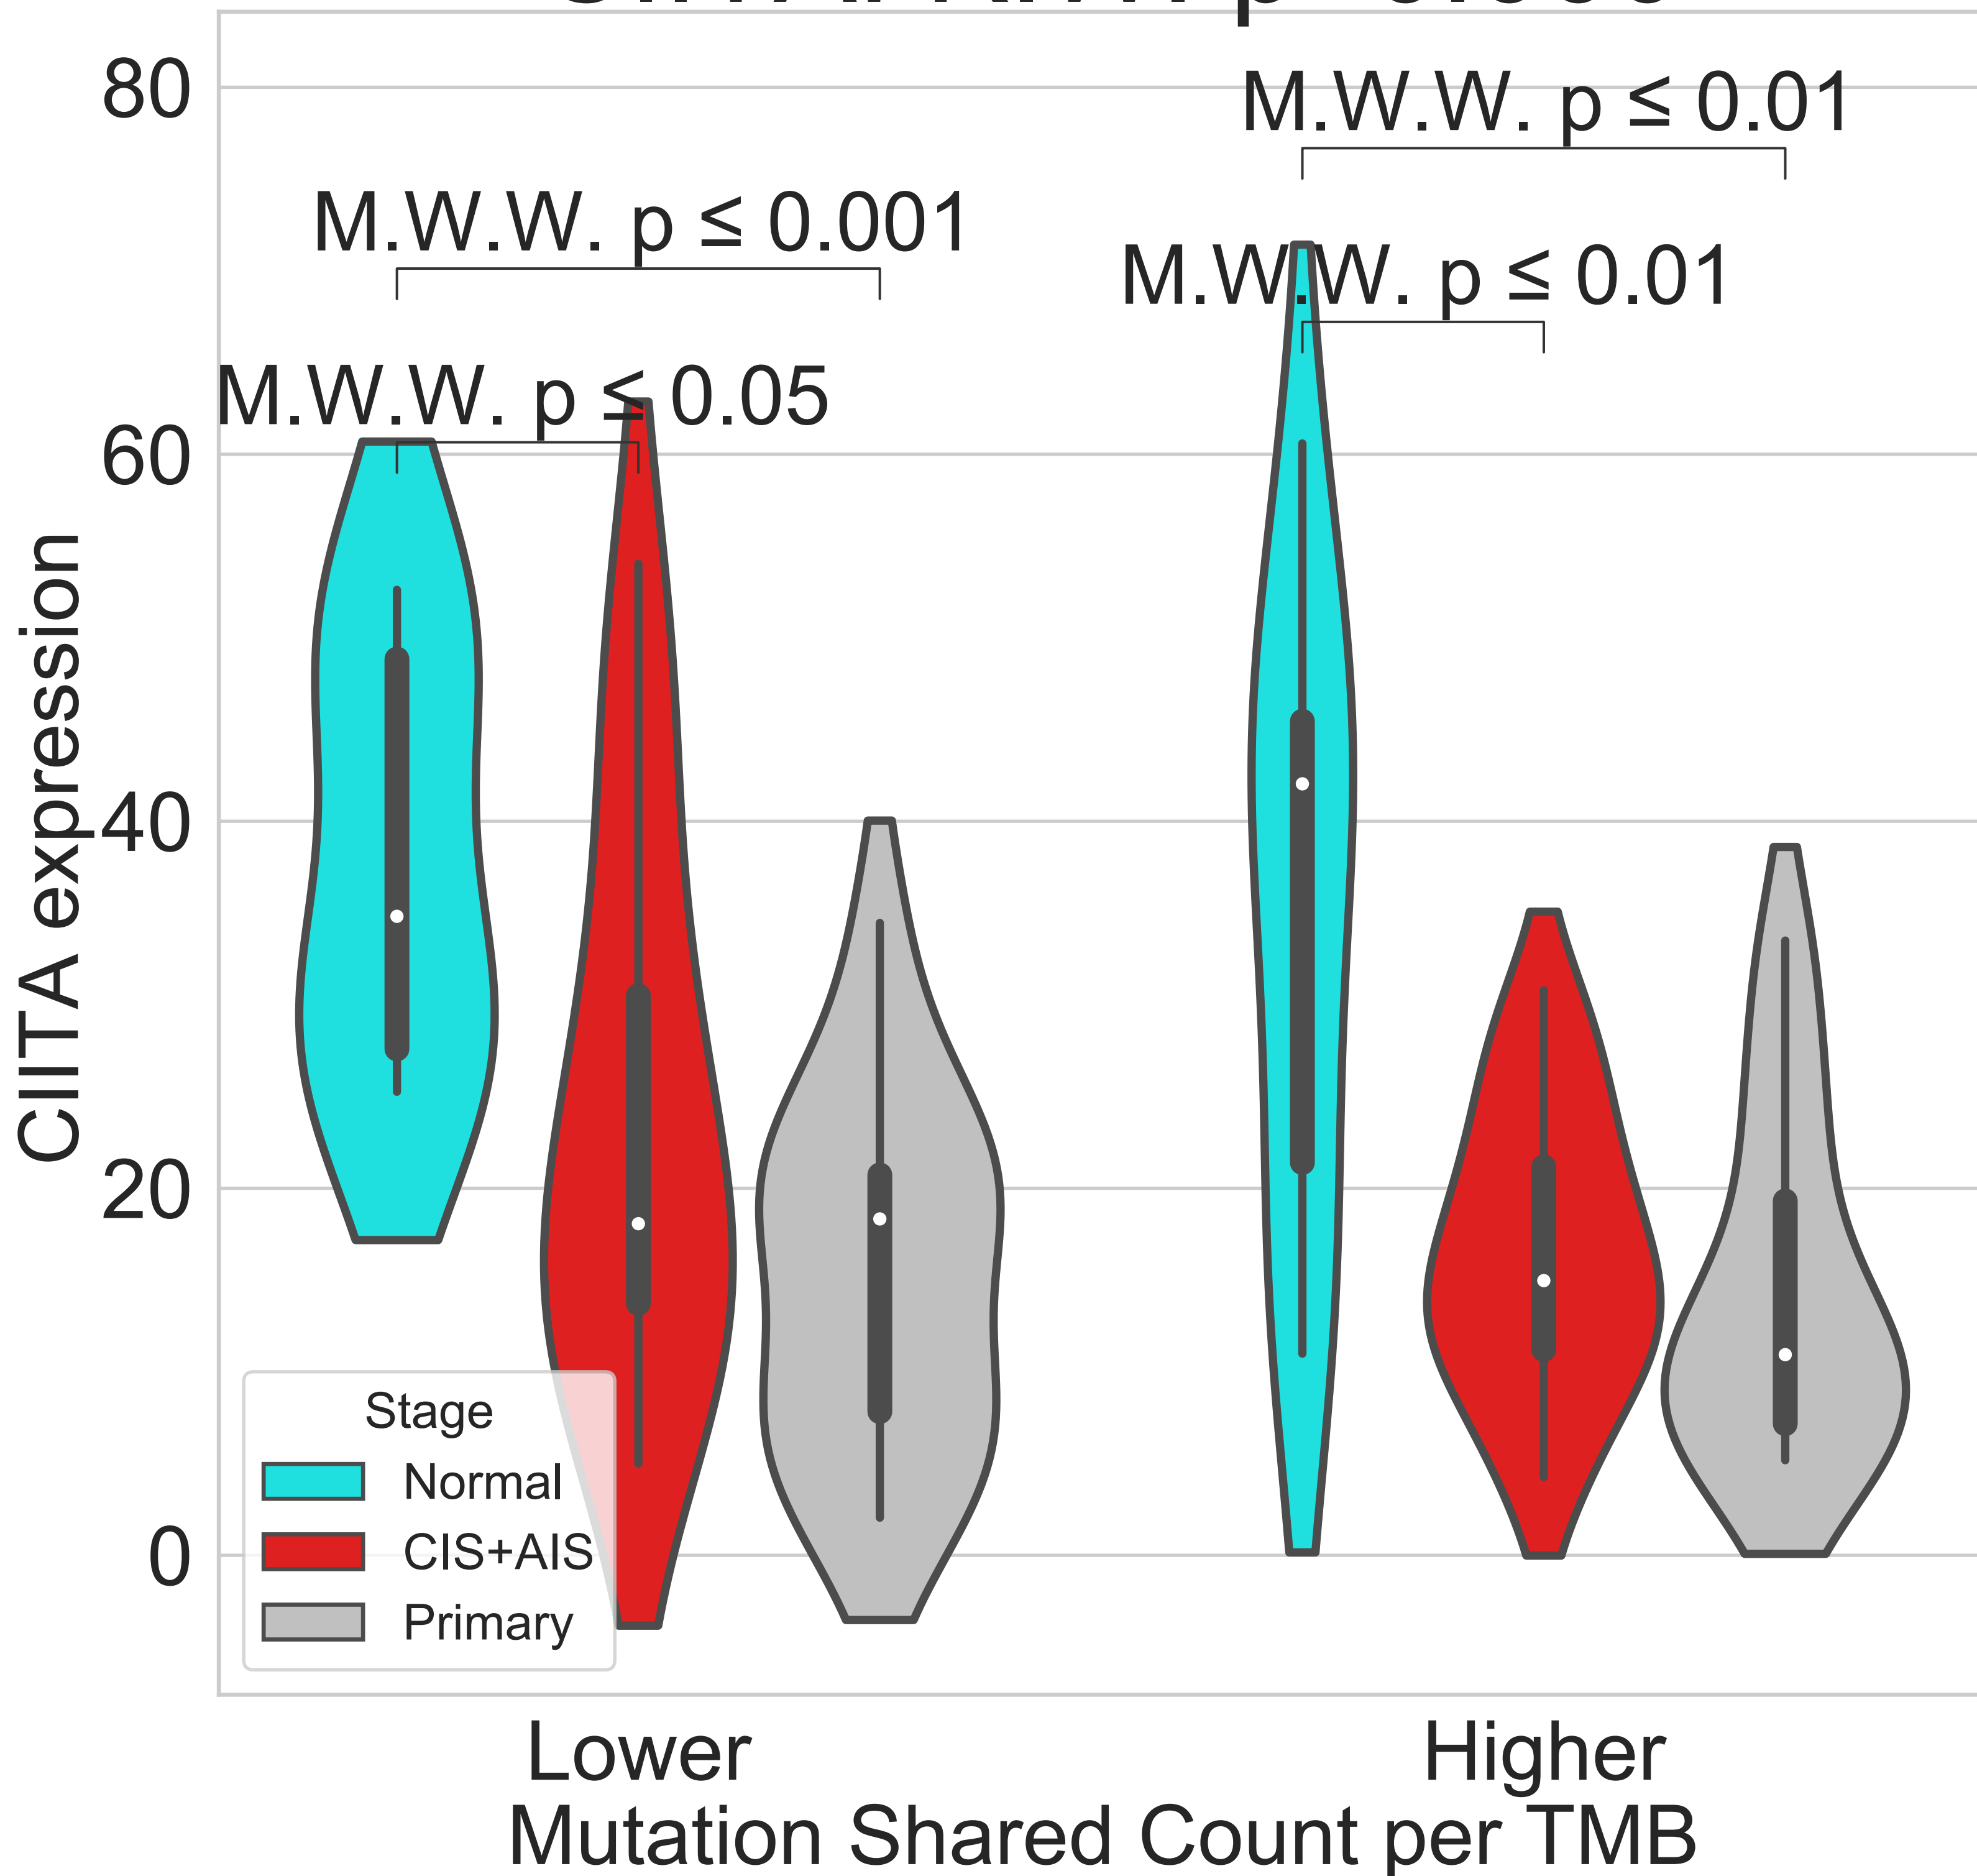 80
M.W.W. p ≤ 0.01
M.W.W. p ≤ 0.001
M.W.W. p ≤ 0.01
M.W.W. p ≤ 0.05
60
CIITA expression
40
20
Stage
Normal
CIS+AIS
Primary
0
Lower
Higher
Mutation Shared Count per TMB